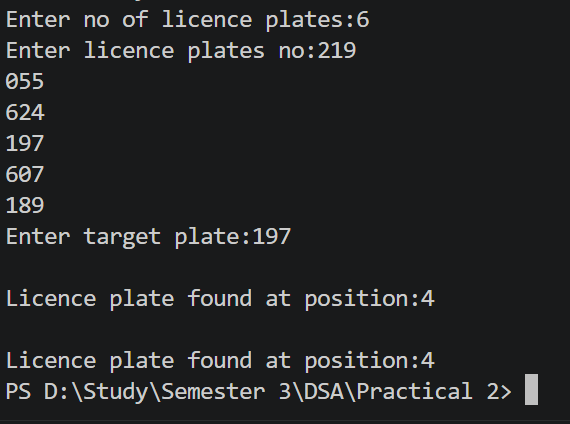 Enter no of licence plates:6
Enter licence plates no:219
055
624
197
607
189
Enter target plate:197
Licence plate found at position:4
Licence plate found at position:4
PS D:\Study\Semester 3\DSA\Practical 2>